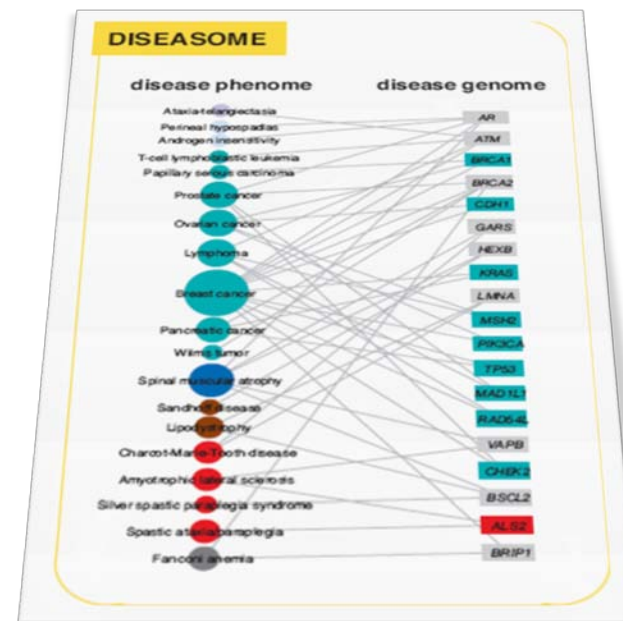 DISEASOME
disease phenome
disease genome
Ataxia-telangiectasia
Perineal hypospadias
Androgen insensitivity
T-cell lymphoblastic leukemia
Papillary serous carcinoma
Prostate cancer
Ovarian cancer
Lymphoma
Breast cancer
Pancreatic cancer
Wilms tumor
Spinal muscular atrophy
Sandhoff disease
Lipodystrophy
Charcot-Marie-Tooth disease
Amyotrophic lateral sclerosis
Silver spastic paraplegia syndrome
Spastic ataxia/paraplegia
Fanconi anemia
AR
ATM
BRCA1
BRCA2
CDH1
GARS
HEXB
KRAS
LMNA
MSH2
PIK3CA
TP53
MAD1L1
RAD54L
VAPB
CHEK2
BSCL2
ALS2
BRIP1